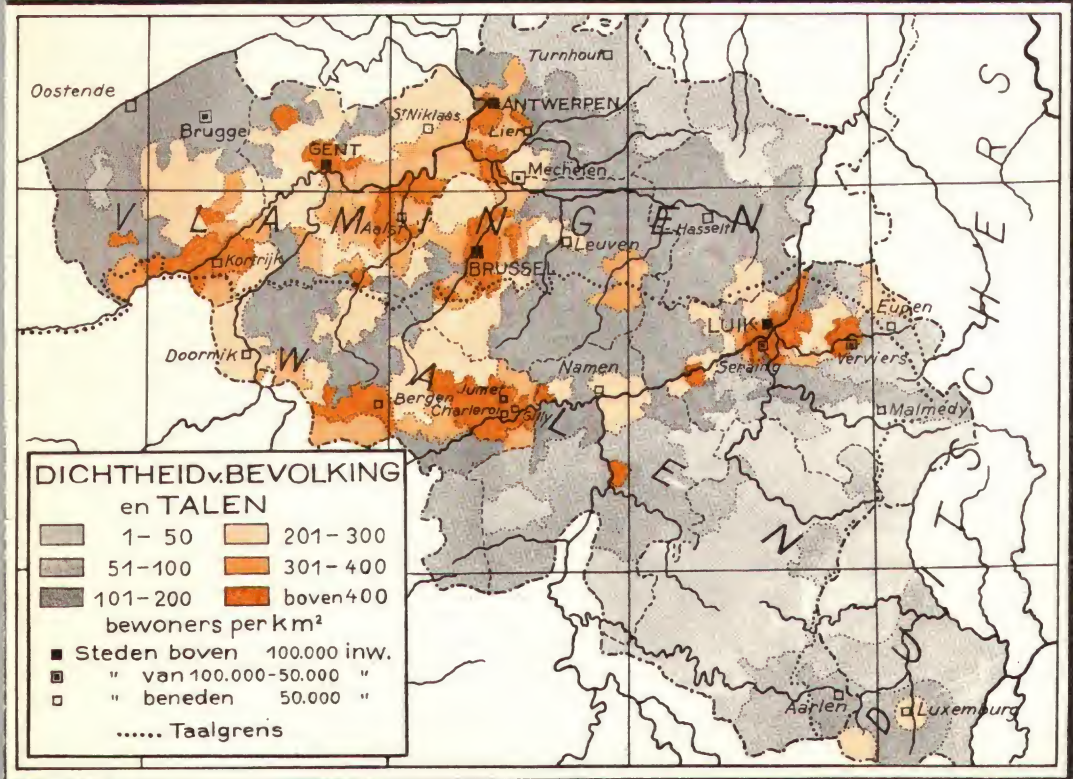 Turnhout
Oostende
Brugge
St Niklaas
ANTWERPEN
Lier
GENT
Mechelen
VLAMINGEN
Aalst
Hasselt
Leuven
Kortrijk
BRUSSEL
DUITSCHERS
LUIK
Eupen
Doornik
Seraing
Verviers
WALEN
Namen
Bergen
Jumet
Charleroi
Gilly
Malmedy
Aarlen
Luxemburg
DICHTHEID v. BEVOLKING
en TALEN
1 – 50 201 – 300
51 – 100 301 – 400
101 – 200 boven 400
bewoners per km²
Steden boven 100.000 inw.
" van 100.000-50.000 "
" beneden 50.000 "
...... Taalgrens